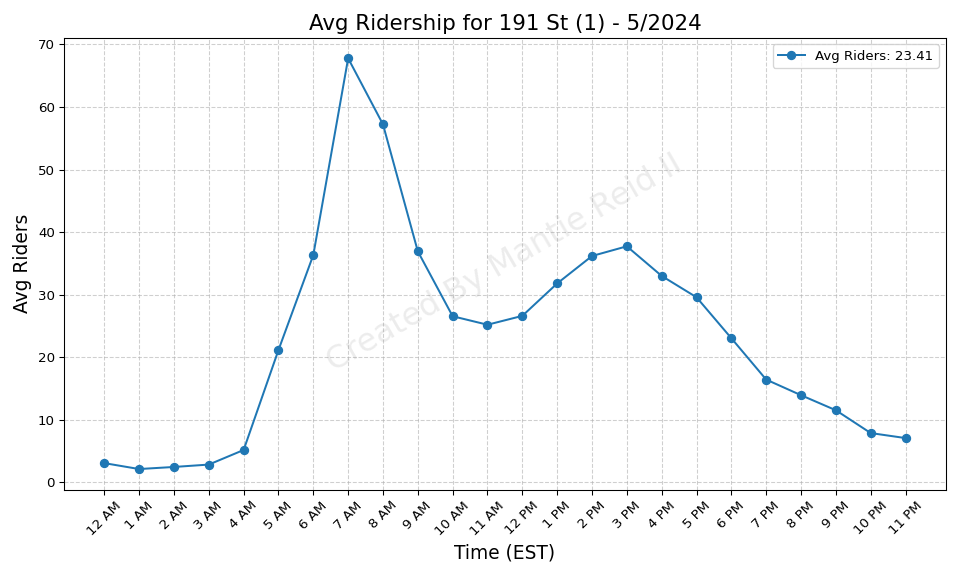 Avg Ridership for 191 St (1) - 5/2024
Avg Riders: 23.41
70
60
50
40
30
20
10
0
Avg Riders
Created By Mantie Reid II
12 AM
1 AM
2 AM
3 AM
4 AM
5 AM
6 AM
7 AM
8 AM
9 AM
10 AM
11 AM
12 PM
1 PM
2 PM
3 PM
4 PM
5 PM
6 PM
7 PM
8 PM
9 PM
10 PM
11 PM
Time (EST)